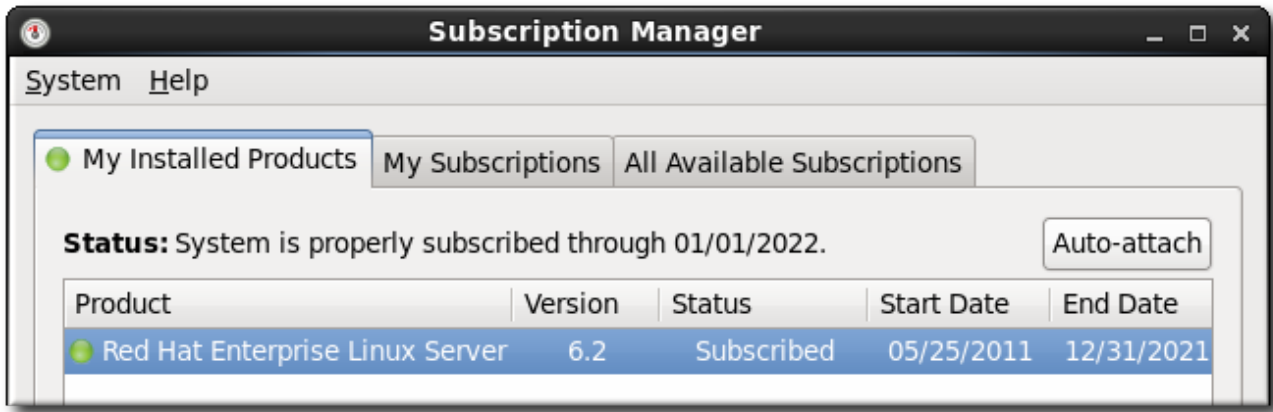 Subscription Manager
System Help
My Installed Products My Subscriptions All Available Subscriptions
Status: System is properly subscribed through 01/01/2022. Auto-attach
Product Version Status Start Date End Date
Red Hat Enterprise Linux Server 6.2 Subscribed 05/25/2011 12/31/2021